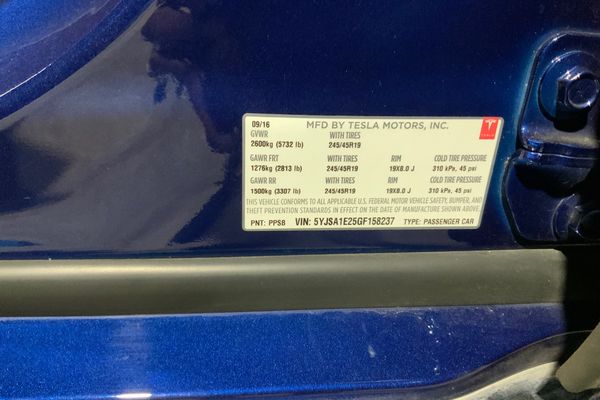 09/16 MFD BY TESLA MOTORS, INC.
GVWR WITH TIRES
2600kg (5732 lb) 245/45R19
GAWR FRT WITH TIRES RIM COLD TIRE PRESSURE
1276kg (2813 lb) 245/45R19 19X8.0 J 310 kPa, 45 psi
GAWR RR WITH TIRES RIM COLD TIRE PRESSURE
1500kg (3307 lb) 245/45R19 19X8.0 J 310 kPa, 45 psi
THIS VEHICLE CONFORMS TO ALL APPLICABLE U.S. FEDERAL MOTOR VEHICLE SAFETY, BUMPER, AND
THEFT PREVENTION STANDARDS IN EFFECT ON THE DATE OF MANUFACTURE SHOWN ABOVE.
PNT: PPSB VIN: 5YJSA1E25GF158237 TYPE: PASSENGER CAR